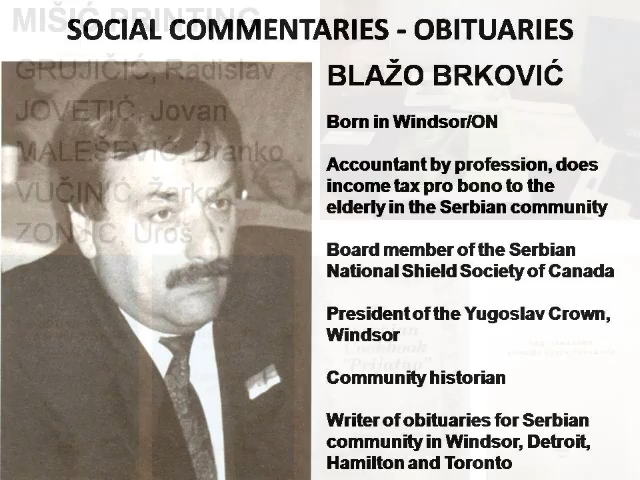 MIŠIĆ PRINTING
SOCIAL COMMENTARIES - OBITUARIES
GRUJIČIĆ, Radislav
JOVETIĆ, Jovan
MALEŠEVIĆ, Dranko
VUČINIĆ, Žarko
ZONJIĆ, Uroš
BLAŽO BRKOVIĆ
Born in Windsor/ON
Accountant by profession, does
income tax pro bono to the
elderly in the Serbian community
Board member of the Serbian
National Shield Society of Canada
President of the Yugoslav Crown,
Windsor
Cookbook
"Prijatno"
Community historian
Writer of obituaries for Serbian
community in Windsor, Detroit,
Hamilton and Toronto